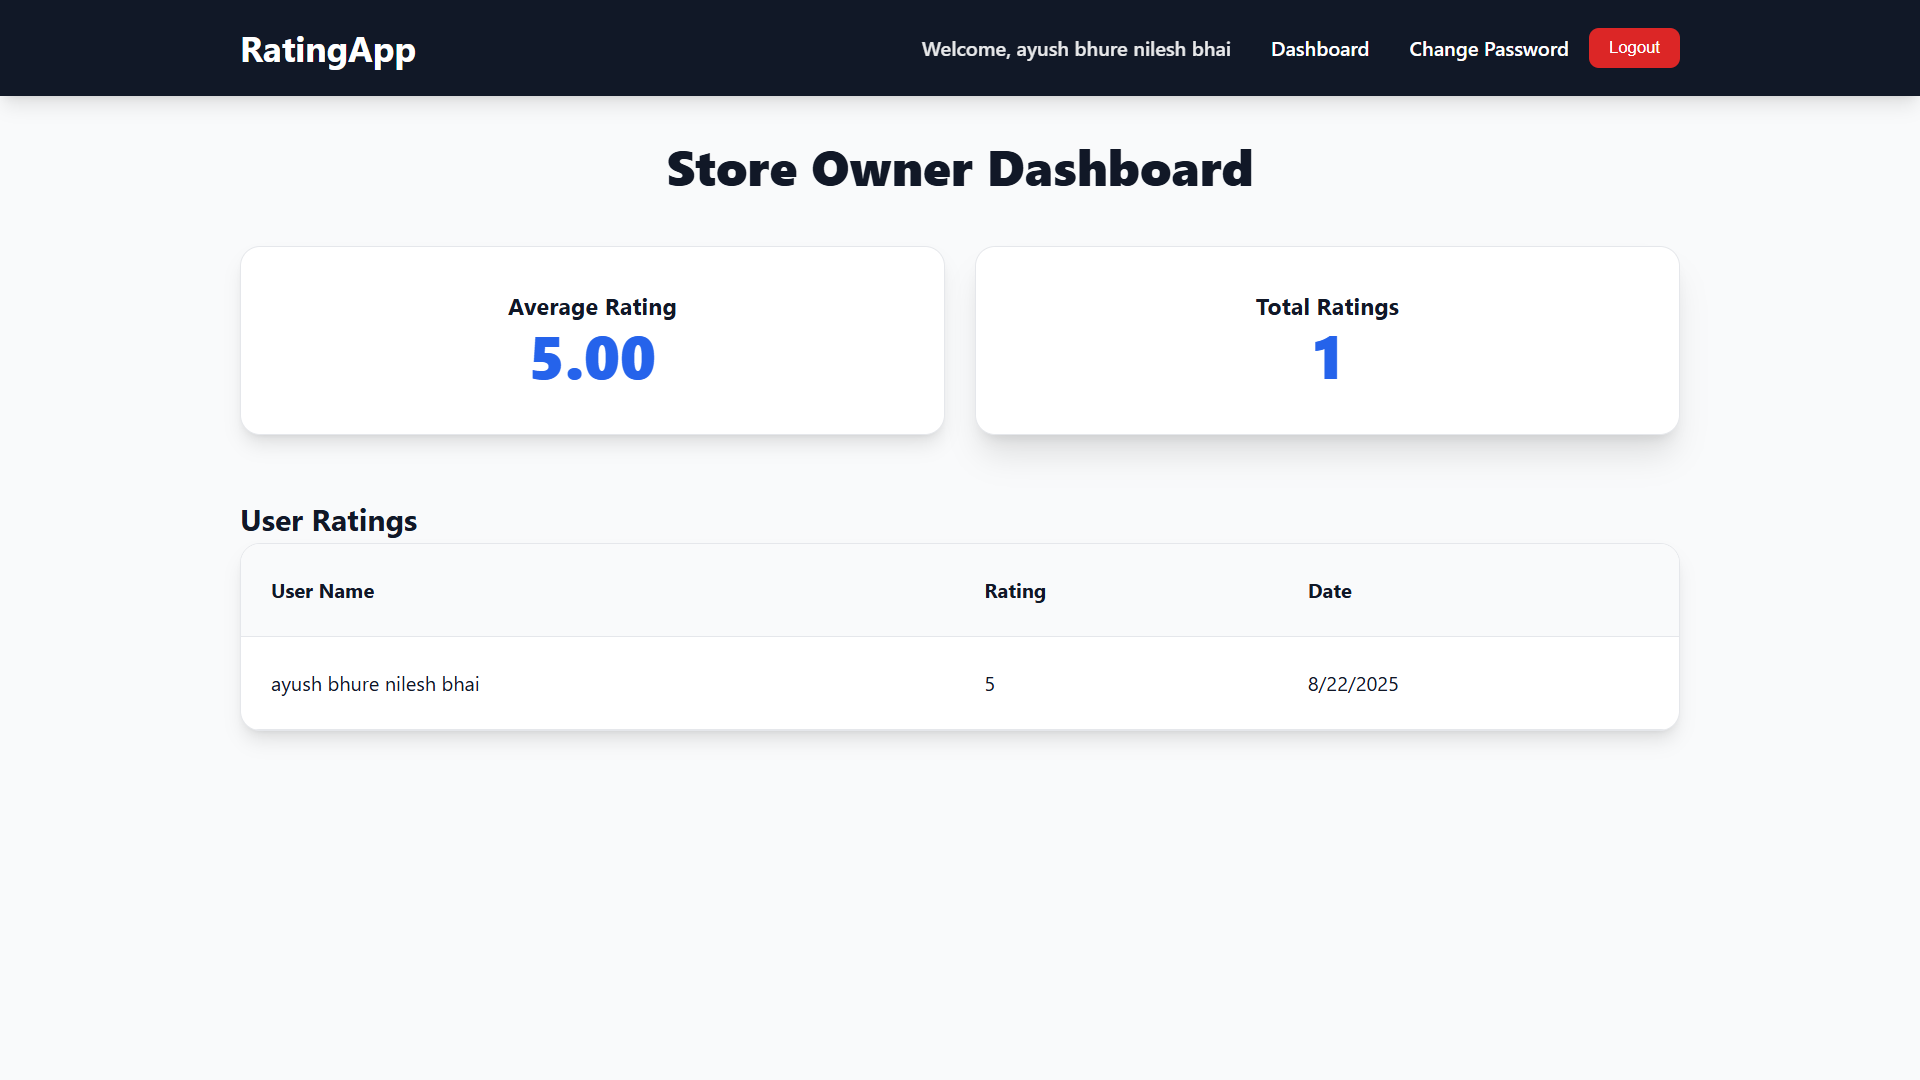 RatingApp
Welcome, ayush bhure nilesh bhai
Dashboard
Change Password
Logout
Store Owner Dashboard
Average Rating
5.00
Total Ratings
1
User Ratings
User Name Rating Date
ayush bhure nilesh bhai 5 8/22/2025